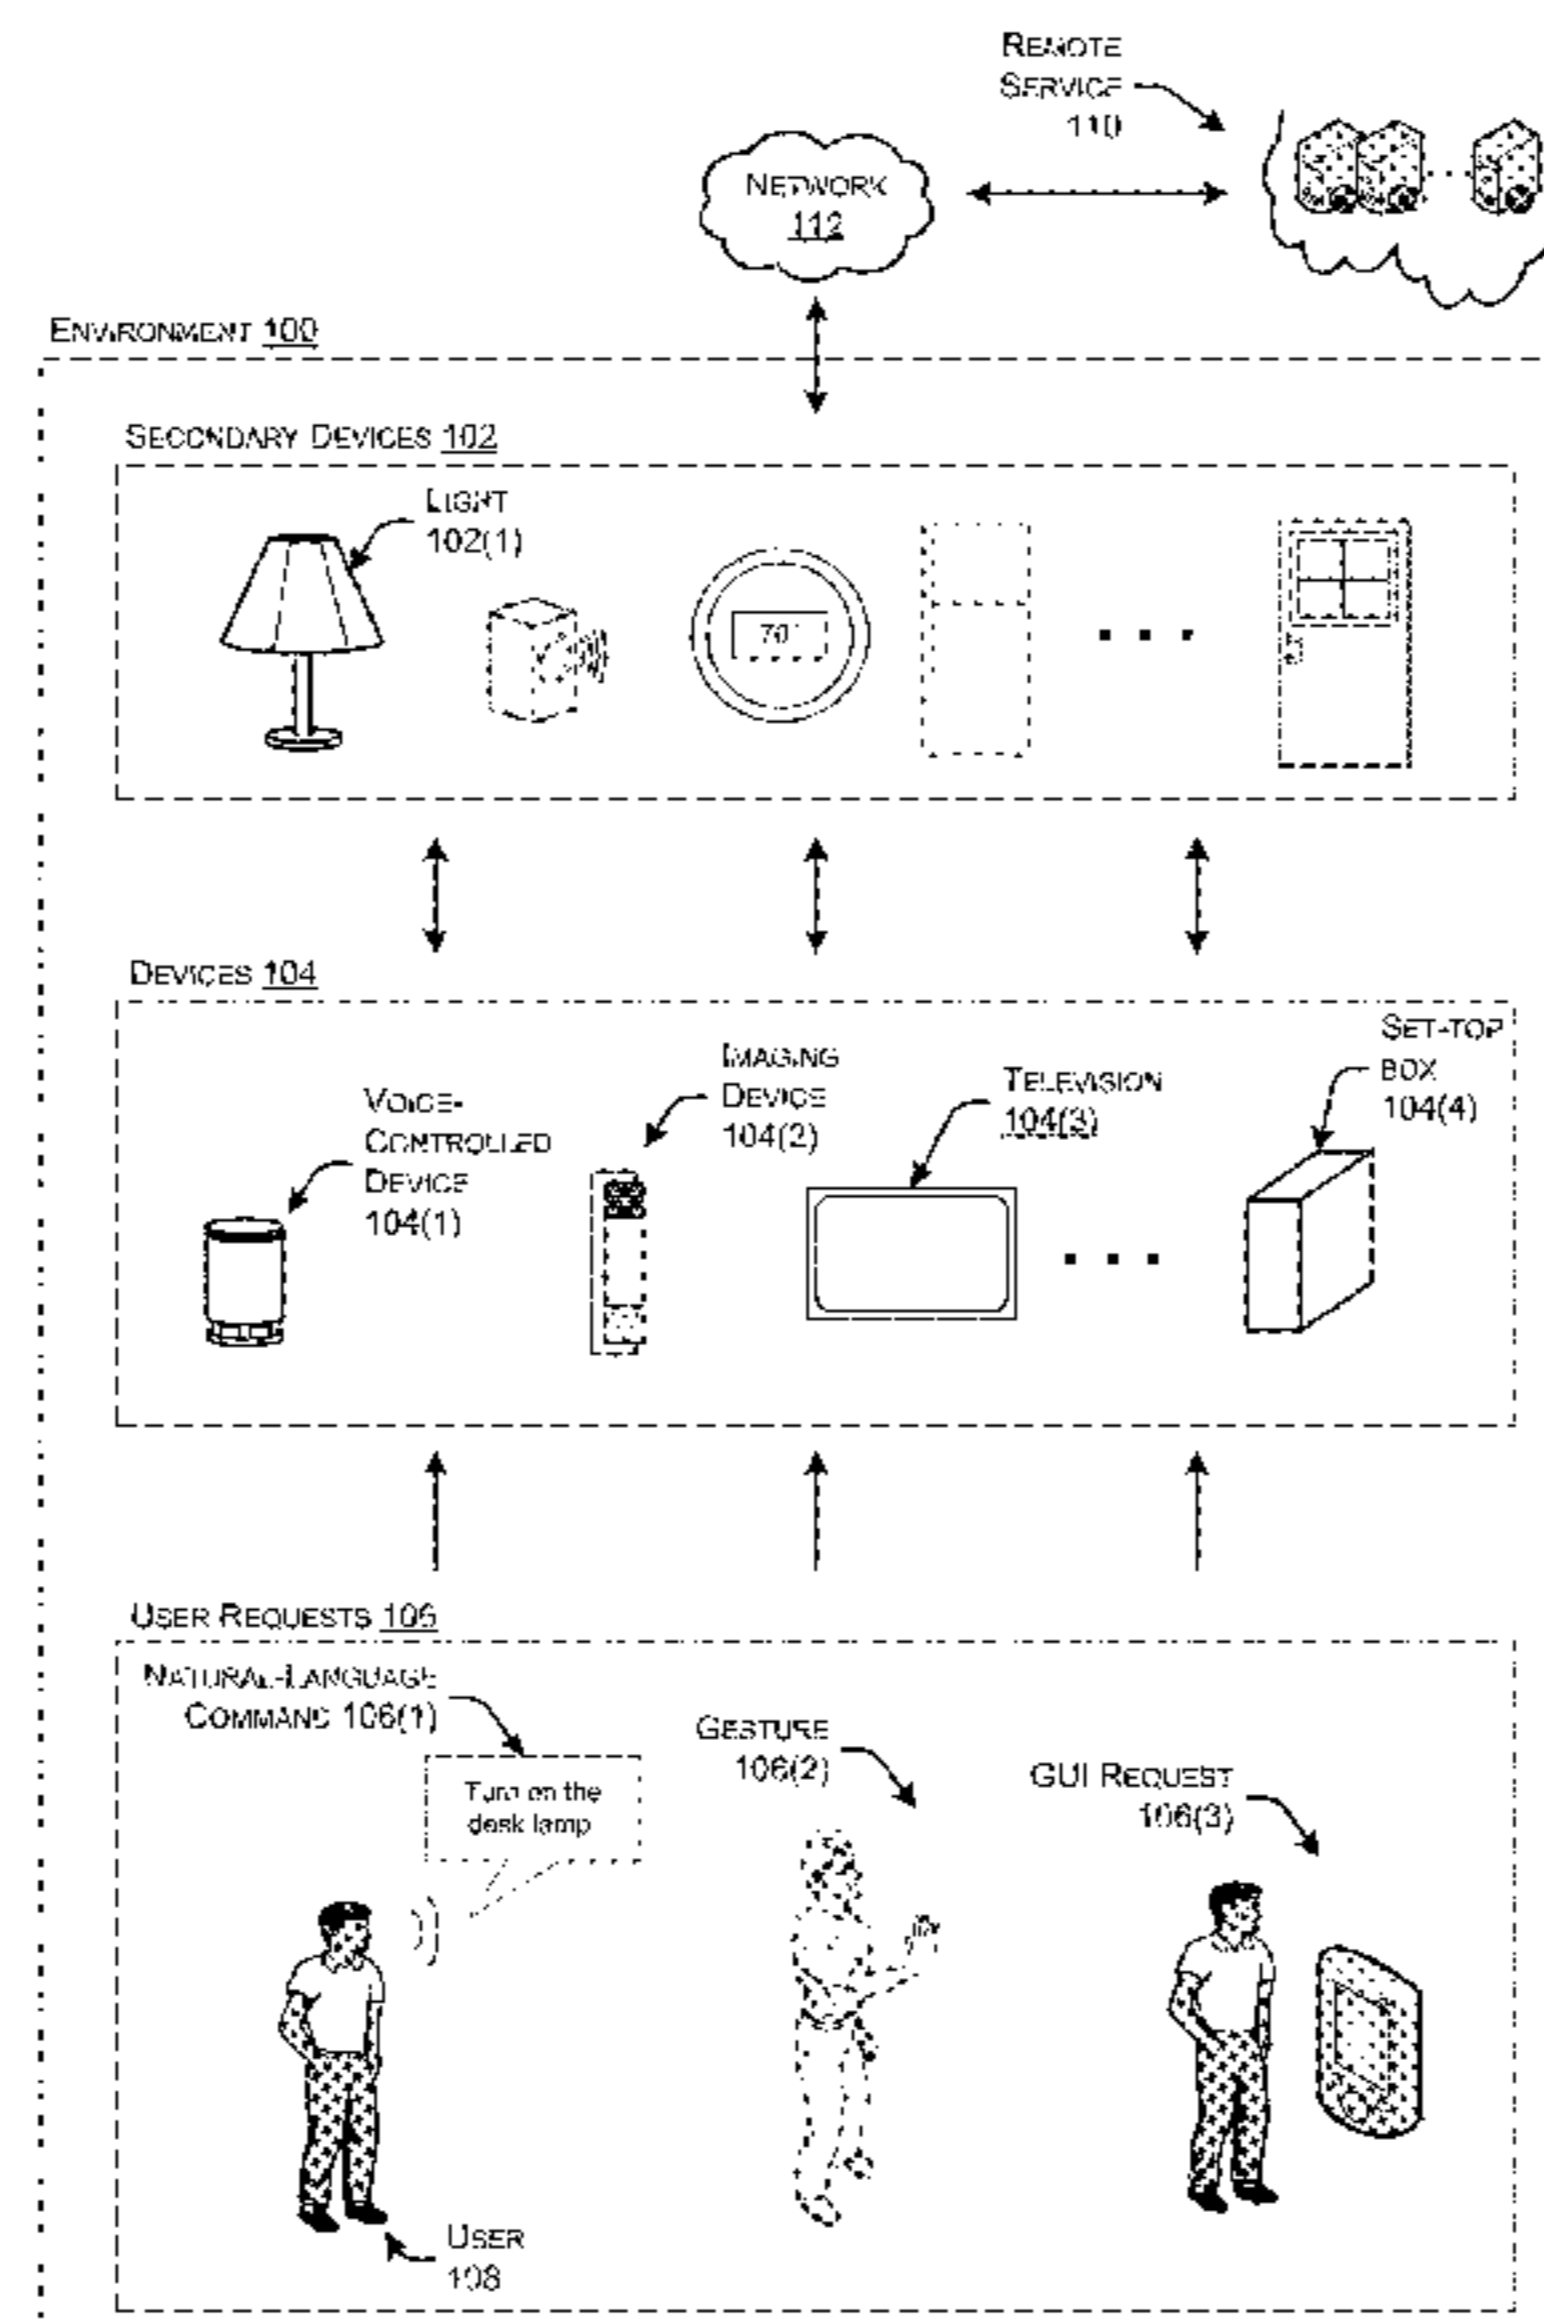 REMOTE
SERVICE
110
NETWORK
112
ENVIRONMENT 100
SECONDARY DEVICES 102
LIGHT
102(1)
70°
DEVICES 104
VOICE-
CONTROLLED
DEVICE
104(1)
IMAGING
DEVICE
104(2)
TELEVISION
104(3)
SET-TOP
BOX
104(4)
USER REQUESTS 106
NATURAL-LANGUAGE
COMMAND 106(1)
Turn on the
desk lamp
GESTURE
106(2)
GUI REQUEST
106(3)
USER
108